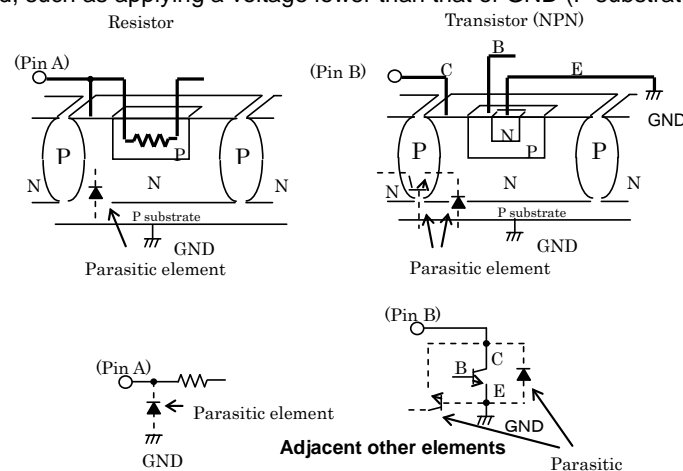 d, such as applying a voltage lower than that of GND (P substrat
Resistor
Transistor (NPN)
(Pin A)
(Pin B)
C
B
E
GND
P
P
P
N
N
N
P substrate
GND
Parasitic element
P
N
P
P
N
N
N
P substrate
GND
Parasitic element
(Pin A)
Parasitic element
GND
(Pin B)
C
B
E
GND
Adjacent other elements
Parasitic